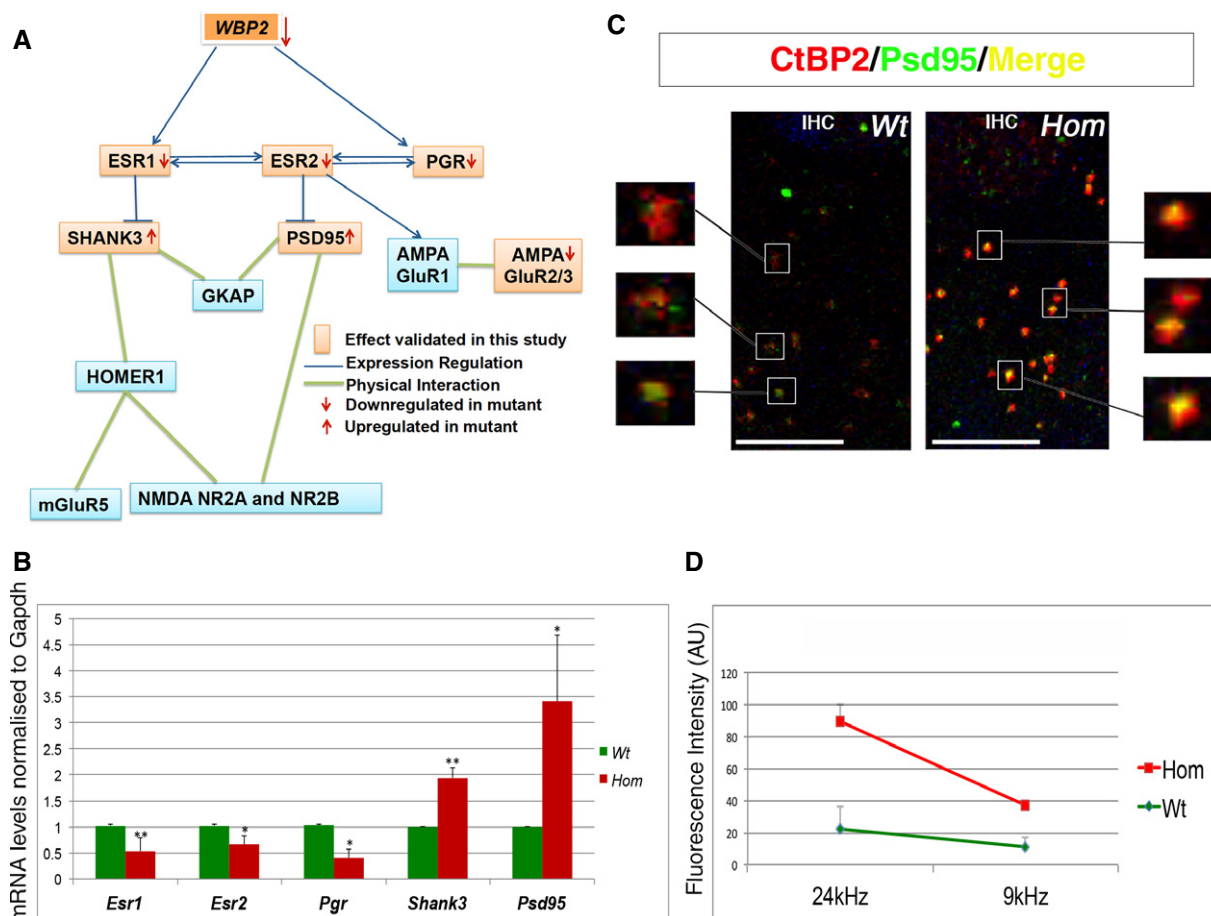 A
WBP2
ESR1
ESR2
PGR
SHANK3
PSD95
AMPA
GluR1
AMPA
GluR2/3
GKAP
HOMER1
mGluR5
NMDA NR2A and NR2B
Effect validated in this study
Expression Regulation
Physical Interaction
Downregulated in mutant
Upregulated in mutant
C
CtBP2/Psd95/Merge
IHC Wt
IHC Hom
B
mRNA levels normalised to Gapdh
5
4.5
4
3.5
3
2.5
2
1.5
1
0.5
0
** * * ** *
Esr1 Esr2 Pgr Shank3 Psd95
Wt
Hom
D
Fluorescence Intensity (AU)
120
100
80
60
40
20
0
24kHz 9kHz
Hom
Wt